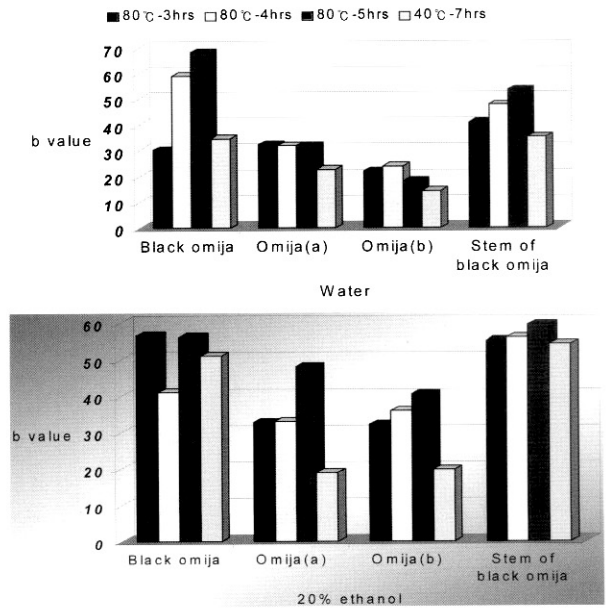 80℃-3hrs 80℃-4hrs 80℃-5hrs 40℃-7hrs
70
60
50
40
30
20
10
0
b value
Black omija Omija(a) Omija(b) Stem of
black omija
Water
60
50
40
30
20
10
0
b value
Black omija Omija(a) Omija(b) Stem of
black omija
20% ethanol